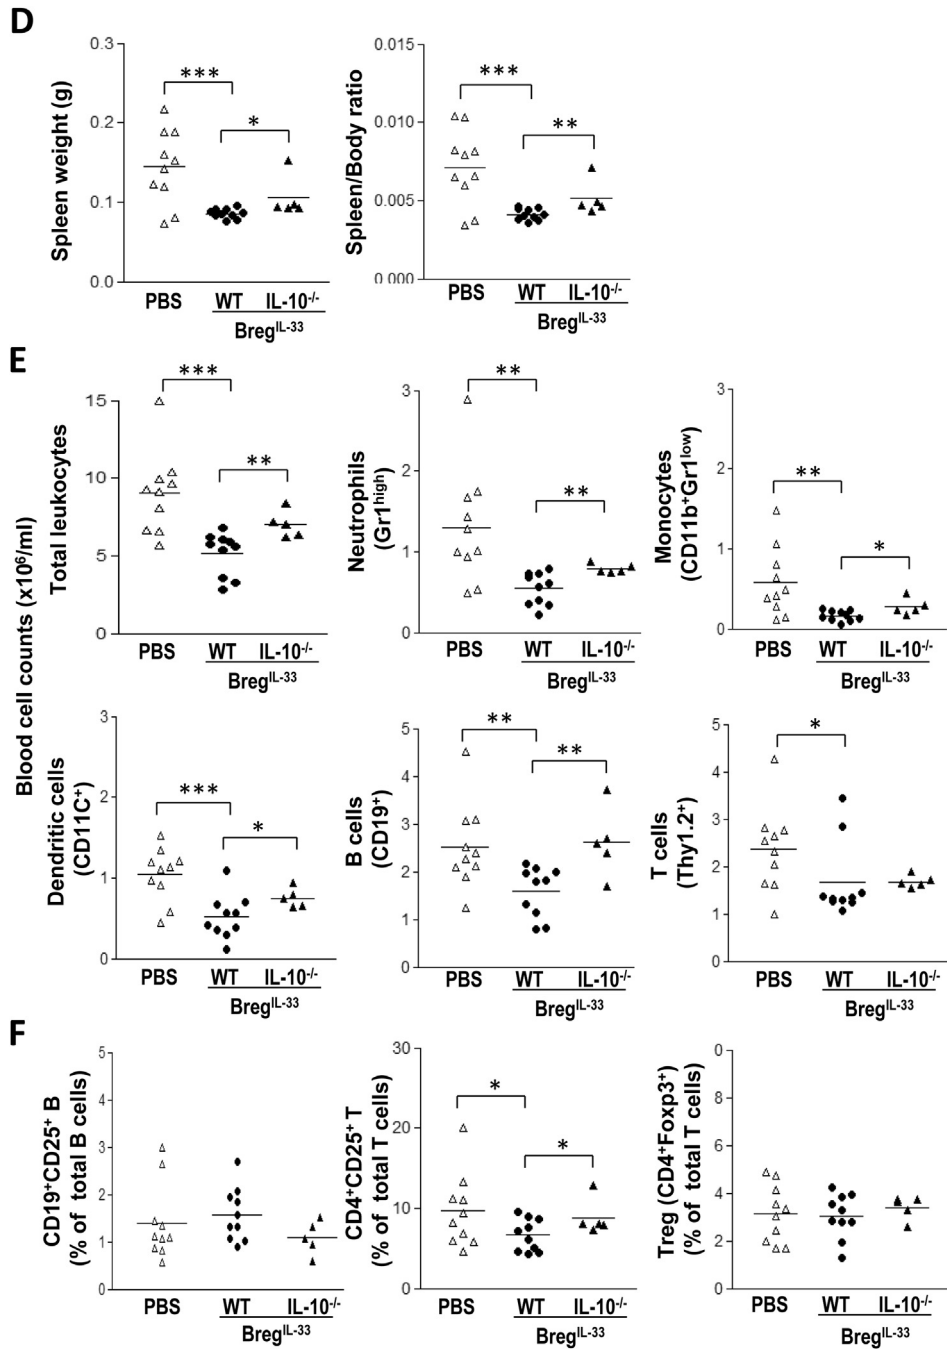 D
Spleen weight (g)
0.3
0.2
0.1
0.0
***
*
PBS
WT
IL-10-/-
BregIL-33
Spleen/Body ratio
0.015
0.010
0.005
0.000
***
**
PBS
WT
IL-10-/-
BregIL-33
E
Blood cell counts (x10⁶/ml)
Total leukocytes
15
10
5
0
***
**
PBS
WT
IL-10-/-
BregIL-33
Neutrophils
(Gr1high)
3
2
1
0
**
**
PBS
WT
IL-10-/-
BregIL-33
Monocytes
(CD11b+Gr1low)
3
2
1
0
**
*
PBS
WT
IL-10-/-
BregIL-33
Dendritic cells
(CD11C+)
3
2
1
0
***
*
PBS
WT
IL-10-/-
BregIL-33
B cells
(CD19+)
5
4
3
2
1
0
**
**
PBS
WT
IL-10-/-
BregIL-33
T cells
(Thy1.2+)
5
4
3
2
1
0
*
PBS
WT
IL-10-/-
BregIL-33
F
CD19+CD25+ B
(% of total B cells)
5
4
3
2
1
0
PBS
WT
IL-10-/-
BregIL-33
CD4+CD25+ T
(% of total T cells)
30
20
10
0
*
*
PBS
WT
IL-10-/-
BregIL-33
Treg (CD4+Foxp3+)
(% of total T cells)
0
8
6
4
2
0
PBS
WT
IL-10-/-
BregIL-33